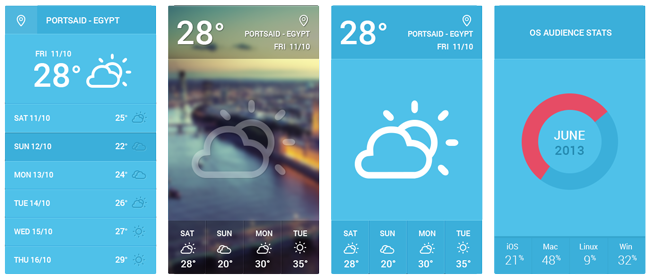 PORTSAID - EGYPT
FRI 11/10
28°
SAT 11/10 25°
SUN 12/10 22°
MON 13/10 24°
TUE 14/10 26°
WED 15/10 27°
THU 16/10 29°
28°
PORTSAID - EGYPT
FRI 11/10
SAT SUN MON TUE
28° 20° 30° 35°
28°
PORTSAID - EGYPT
FRI 11/10
SAT SUN MON TUE
28° 20° 30° 35°
OS AUDIENCE STATS
JUNE
2013
iOS Mac Linux Win
21% 48% 9% 32%